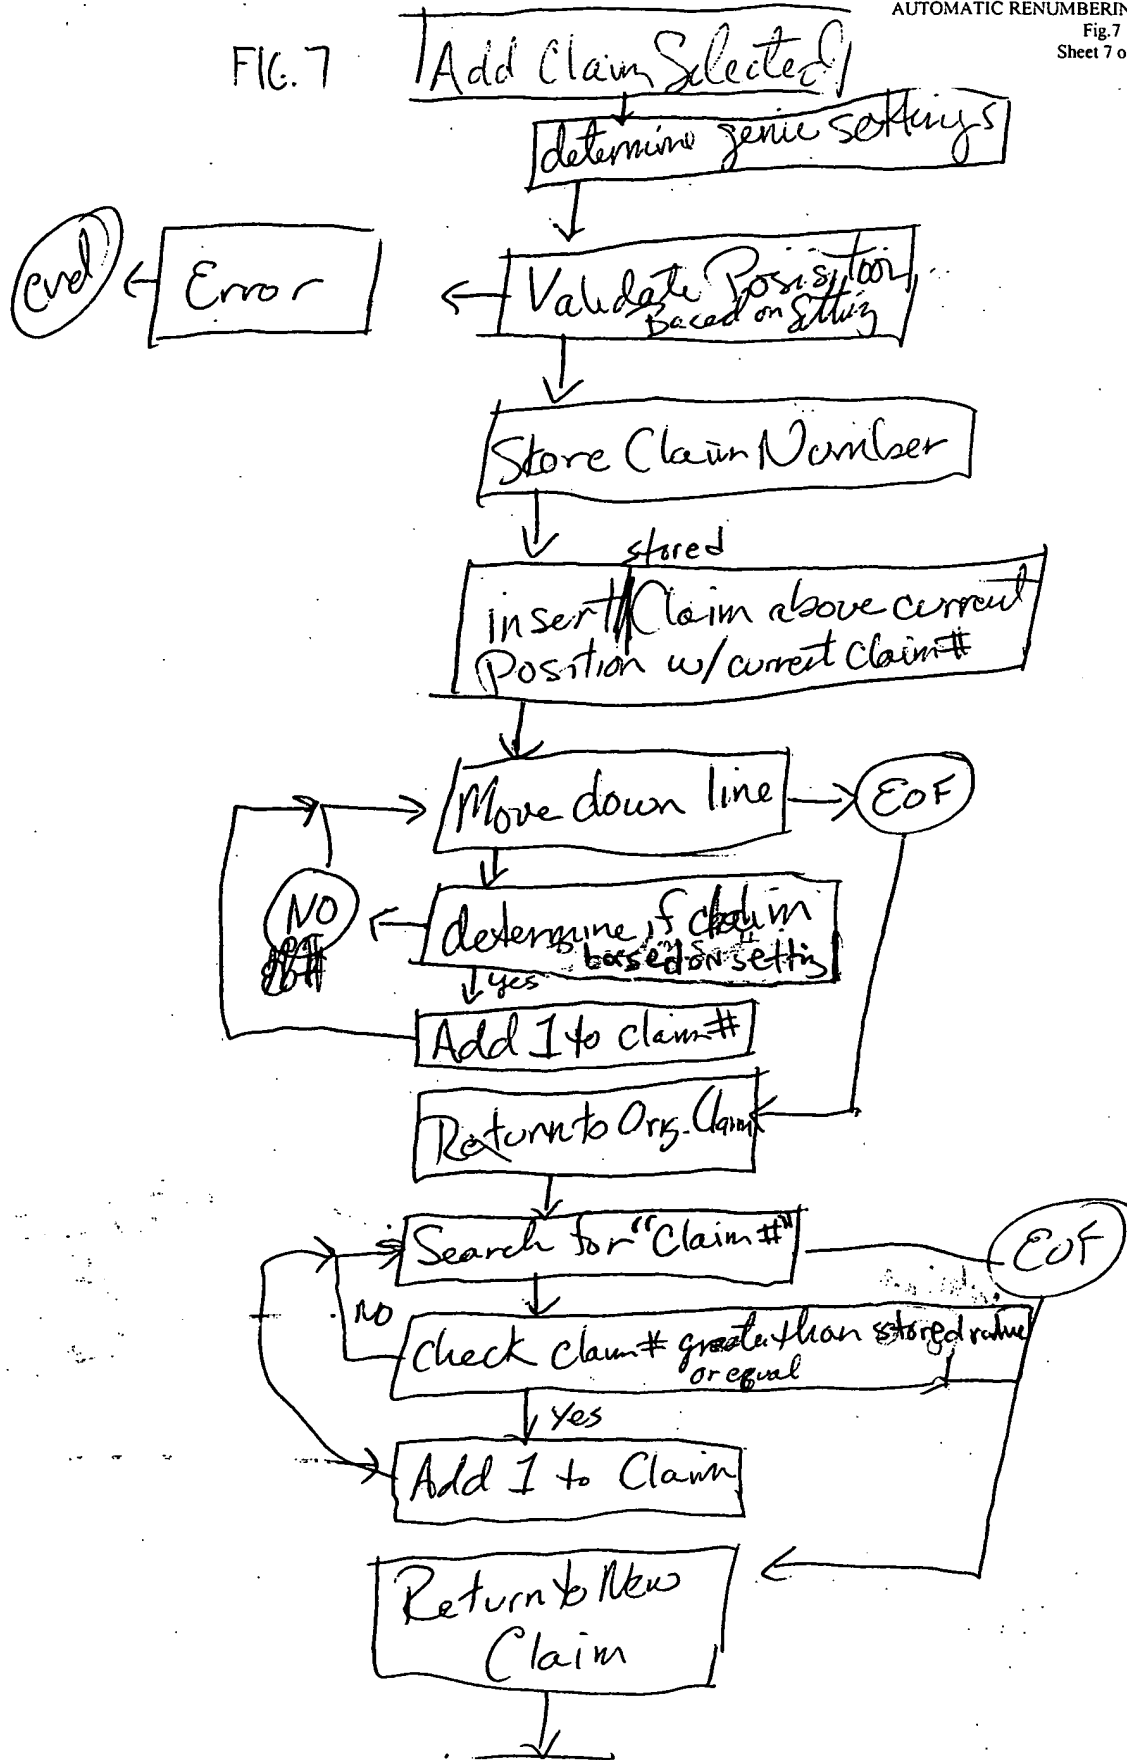 AUTOMATIC RENUMBERIN
Fig.7
Sheet 7 o
FIG. 7
Add Claim Selected
determine genie settings
end
Error
Validate Posisition
Based on Setting
Store Claim Number
stored
insert Claim above current
Position w/ current claim #
Move down line
EOF
NO
determine if claim
based on setting
yes
Add 1 to claim #
Return to Orig. Claim
Search for "Claim #"
EOF
NO
Check claim # greater than stored value
or equal
Yes
Add 1 to Claim
Return to New
Claim